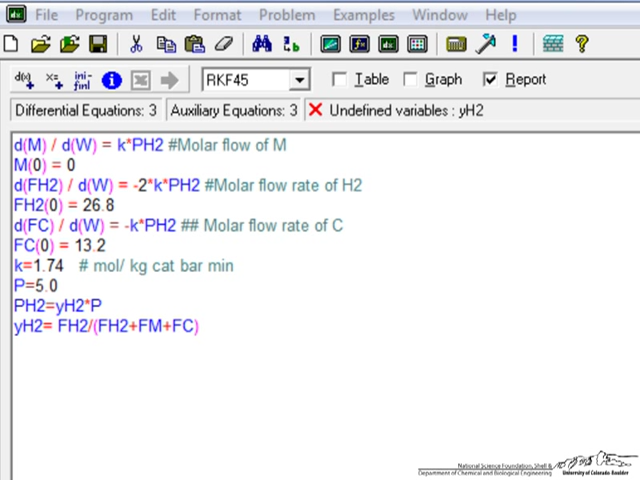 File Program Edit Format Problem Examples Window Help
d(x) x= ini-finl RKF45 Table Graph Report
Differential Equations: 3 Auxiliary Equations: 3 Undefined variables : yH2
d(M) / d(W) = k*PH2 #Molar flow of M
M(0) = 0
d(FH2) / d(W) = -2*k*PH2 #Molar flow rate of H2
FH2(0) = 26.8
d(FC) / d(W) = -k*PH2 ## Molar flow rate of C
FC(0) = 13.2
k=1.74 # mol/ kg cat bar min
P=5.0
PH2=yH2*P
yH2= FH2/(FH2+FM+FC)
National Science Foundation, Shell &
Department of Chemical and Biological Engineering University of Colorado Boulder